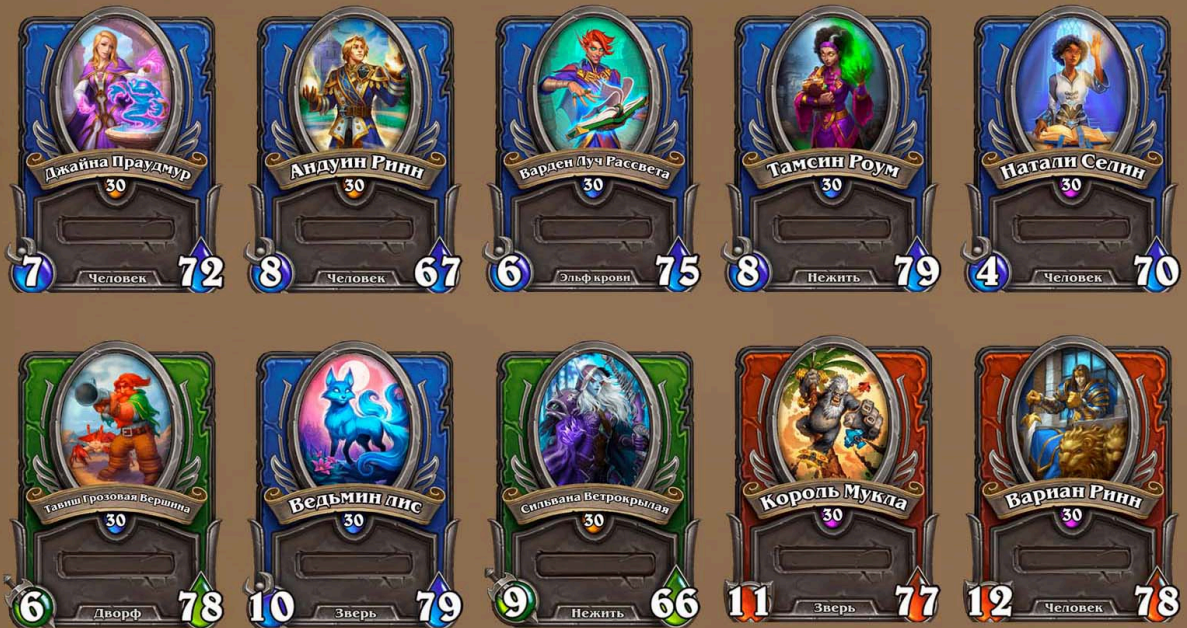 Джайна Праудмур
30
7 Человек 72
Андуин Ринн
30
8 Человек 67
Варден Луч Рассвета
30
6 Эльф крови 75
Тамсин Роум
30
8 Нежить 79
Натали Селин
30
4 Человек 70
Тавиш Грозовая Вершина
30
6 Дворф 78
Ведьмин лис
30
10 Зверь 79
Сильвана Ветрокрылая
30
9 Нежить 66
Король Мукла
30
11 Зверь 77
Вариан Ринн
30
12 Человек 78